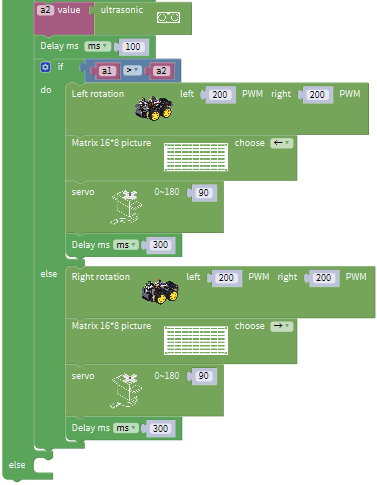 a2 value ultrasonic
Delay ms ms 100
if a1 > a2
do
Left rotation left 200 PWM right 200 PWM
Matrix 16*8 picture choose ←
servo 0~180 90
Delay ms ms 300
else
Right rotation left 200 PWM right 200 PWM
Matrix 16*8 picture choose →
servo 0~180 90
Delay ms ms 300
else